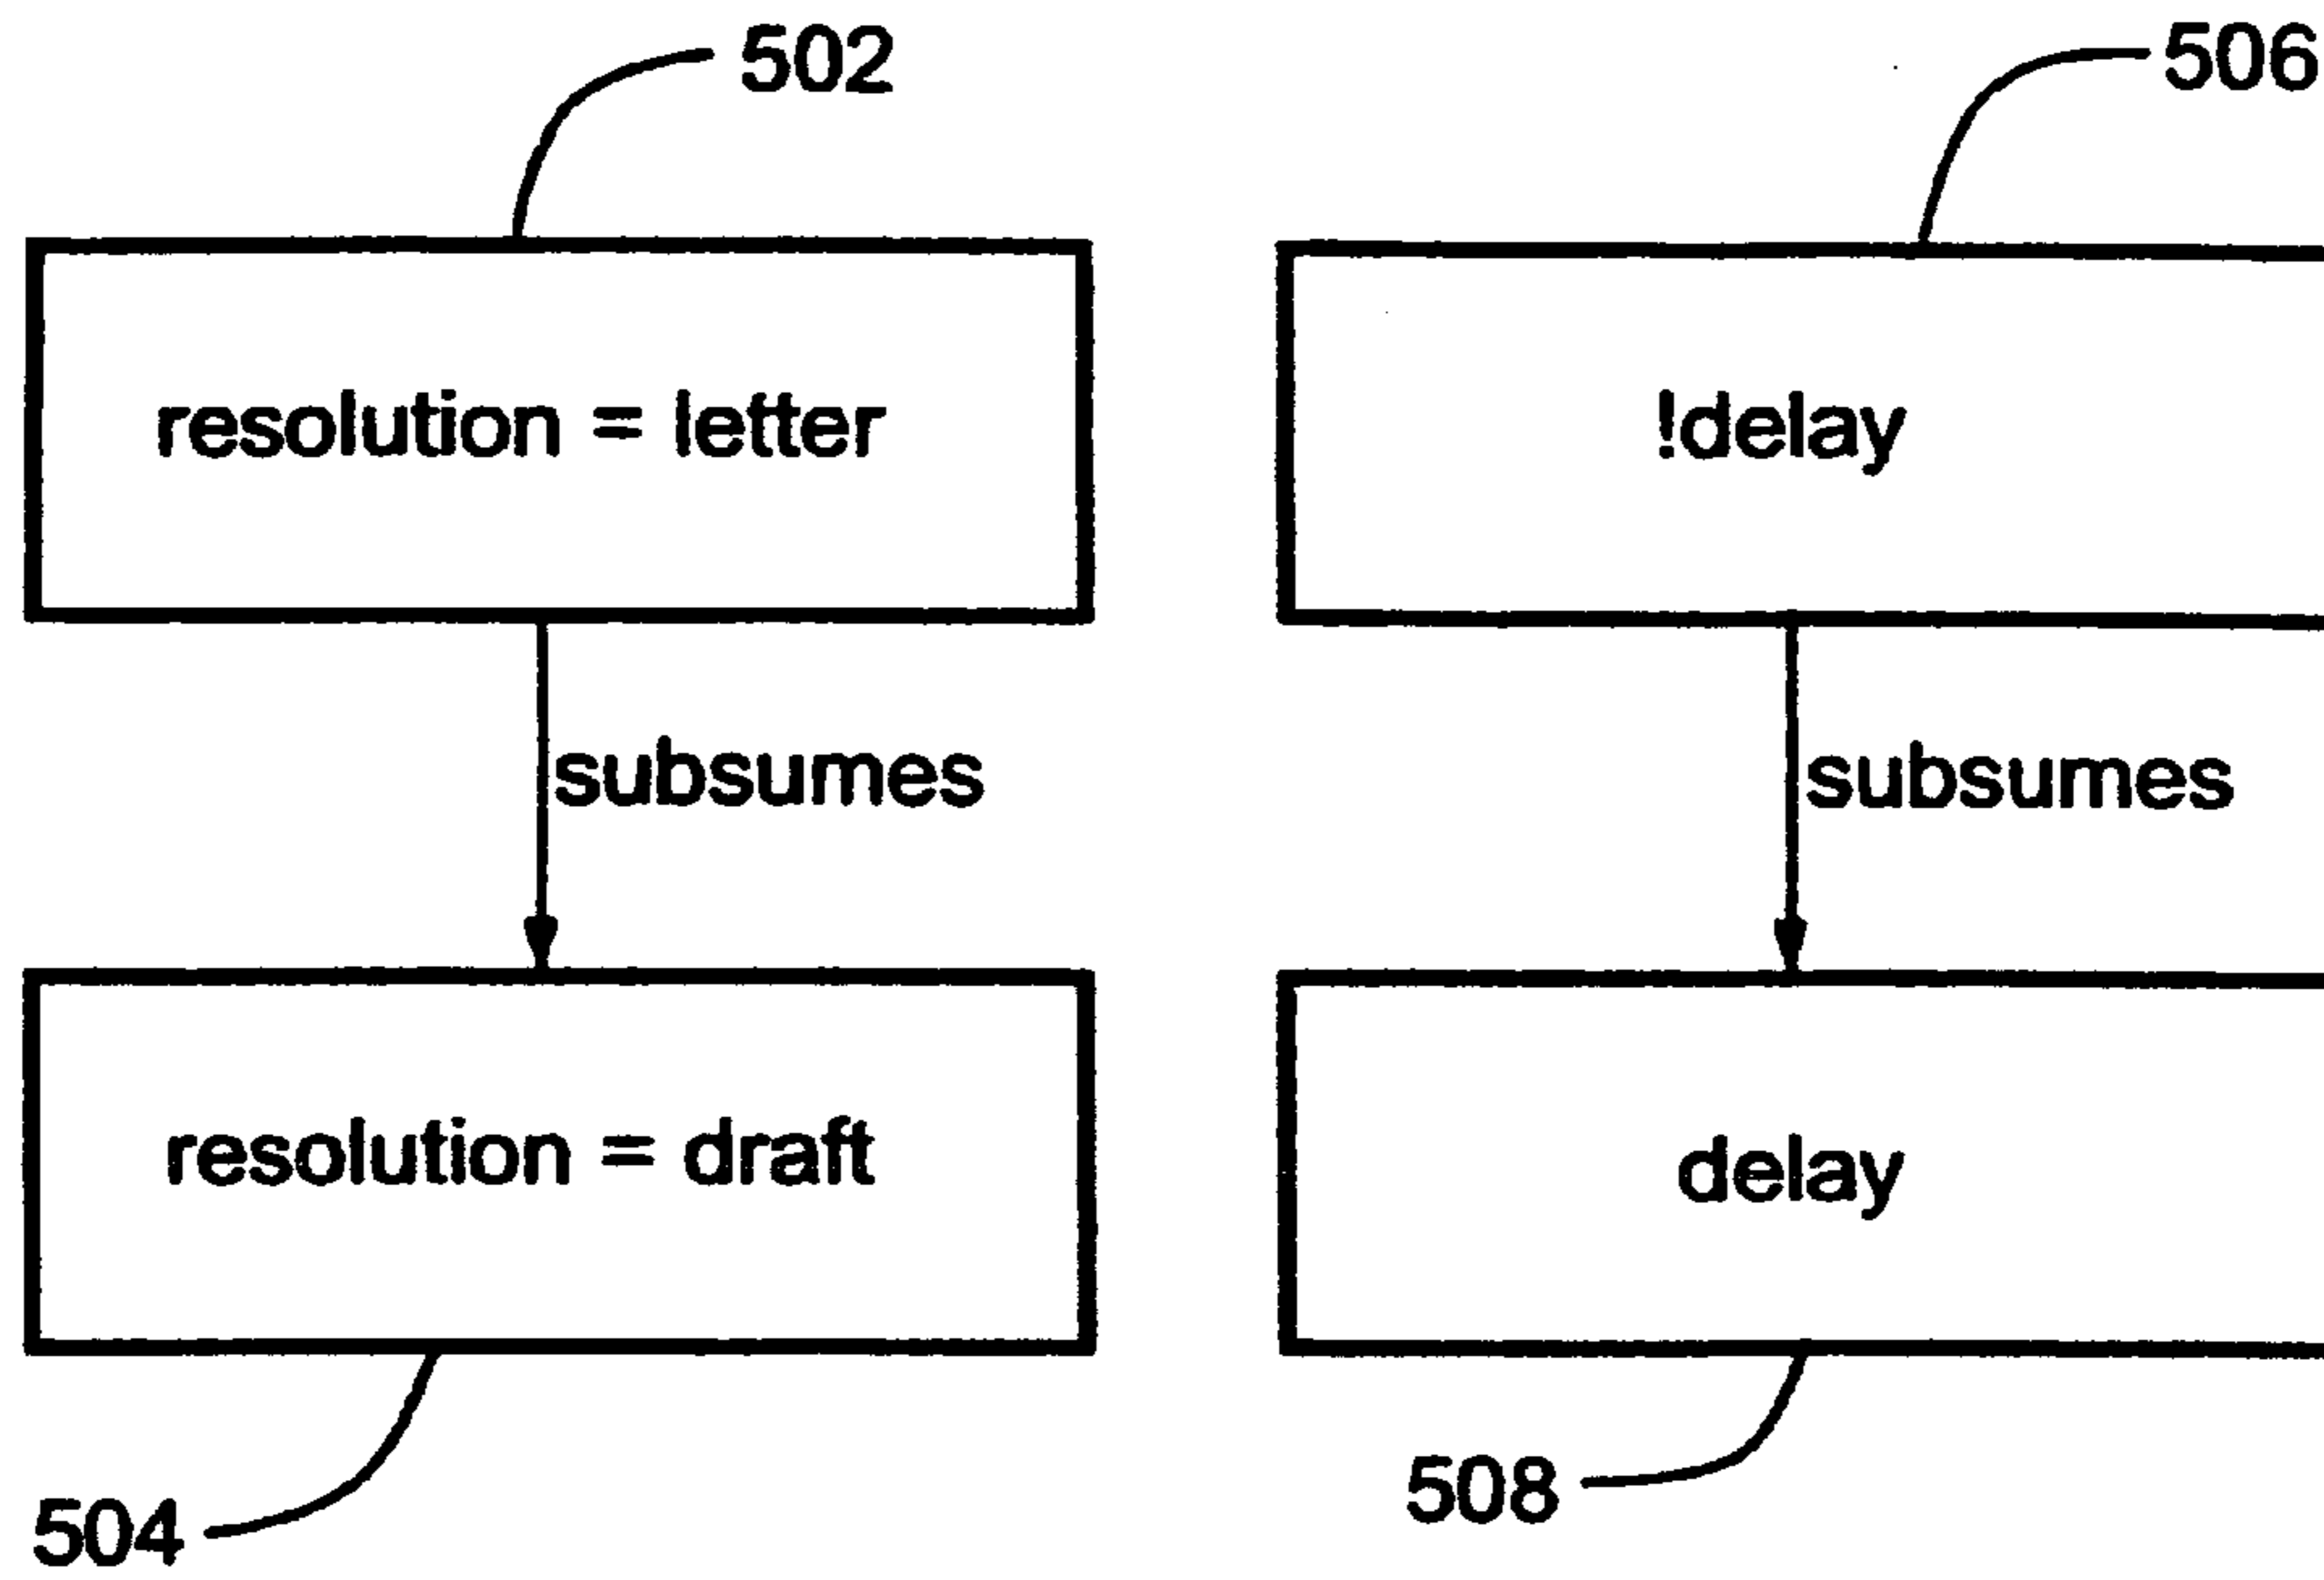 502
506
resolution = letter
!delay
subsumes
subsumes
resolution = draft
delay
508
504